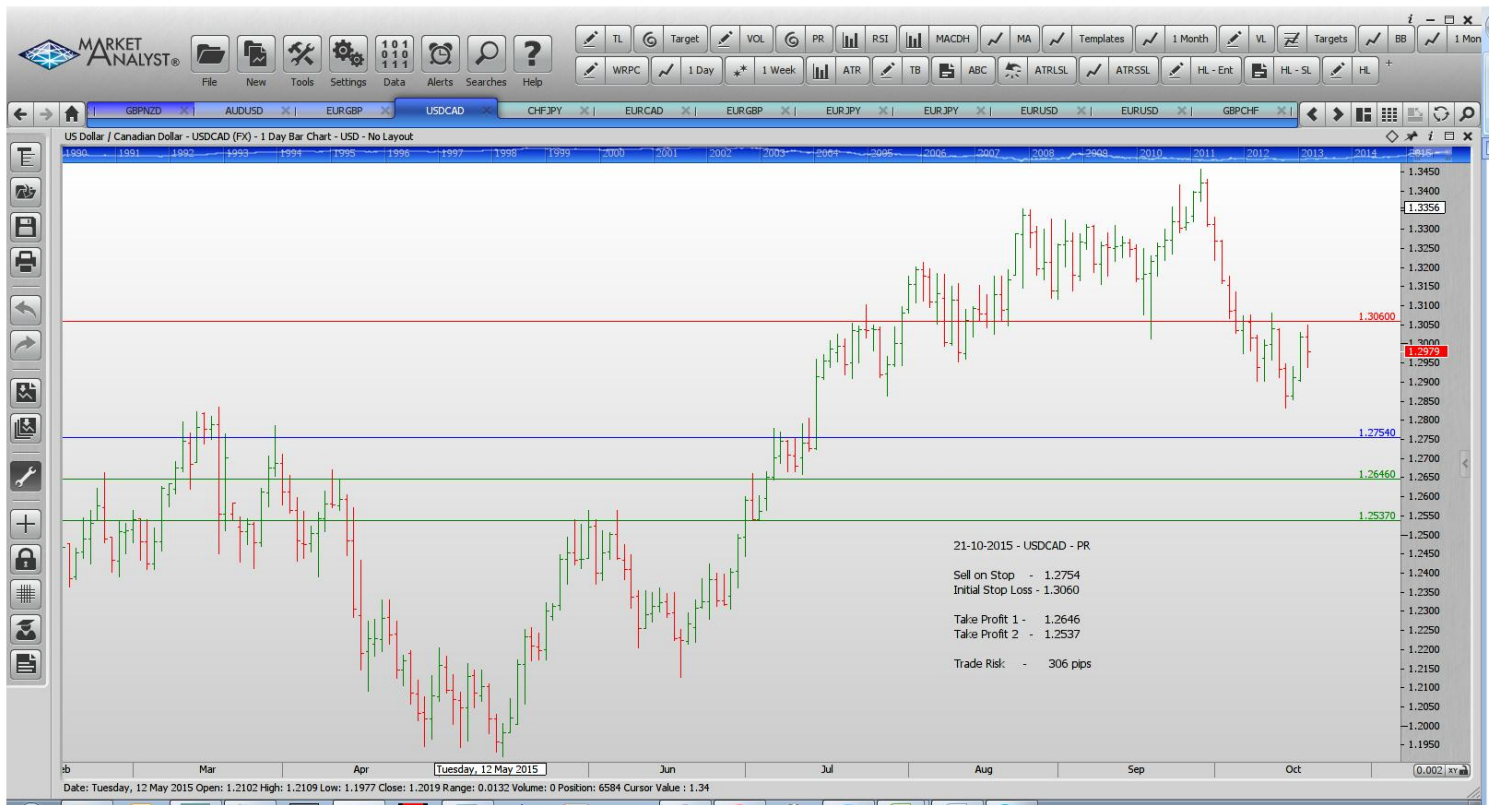 MARKET
ANALYST®
File New Tools Settings Data Alerts Searches Help
TL Target VOL PR RSI MACDH MA Templates 1 Month VL Targets BB 1 Mon
WRPC 1 Day 1 Week ATR TB ABC ATRLSL ATRSSL HL - Ent HL - SL HL
GBPNZD AUDUSD EURGBP USDCAD CHFJPY EURCAD EURGBP EURJPY EURJPY EURUSD EURUSD GBPCHF
US Dollar / Canadian Dollar - USDCAD (FX) - 1 Day Bar Chart - USD - No Layout
1990 1991 1992 1993 1994 1995 1996 1997 1998 1999 2000 2001 2002 2003 2004 2005 2006 2007 2008 2009 2010 2011 2012 2013 2014 2015
1.3450
1.3400
1.3356
1.3300
1.3250
1.3200
1.3150
1.3100
1.30600
1.3050
1.3000
1.2979
1.2950
1.2900
1.2850
1.2800
1.27540
1.2750
1.2700
1.26460
1.2650
1.2600
1.25370
1.2550
1.2500
1.2450
1.2400
1.2350
1.2300
1.2250
1.2200
1.2150
1.2100
1.2050
1.2000
1.1950
21-10-2015 - USDCAD - PR
Sell on Stop - 1.2754
Initial Stop Loss - 1.3060
Take Profit 1 - 1.2646
Take Profit 2 - 1.2537
Trade Risk - 306 pips
Mar Apr Tuesday, 12 May 2015 Jun Jul Aug Sep Oct
0.002 XY
Date: Tuesday, 12 May 2015 Open: 1.2102 High: 1.2109 Low: 1.1977 Close: 1.2019 Range: 0.0132 Volume: 0 Position: 6584 Cursor Value : 1.34